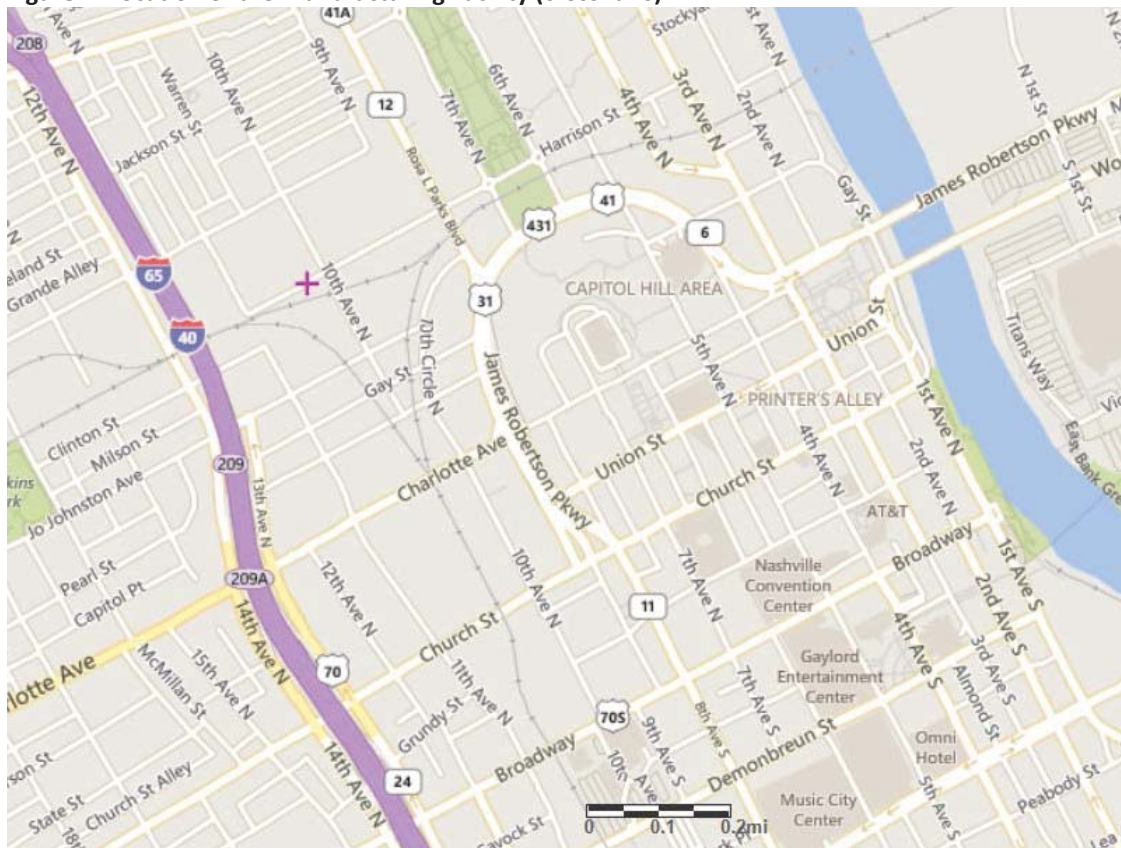 208
12th Ave N
10th Ave N
Warren St
Jackson St
9th Ave N
41A
12
7th Ave N
6th Ave N
Harrison St
4th Ave N
3rd Ave N
2nd Ave N
1st Ave N
Gay St
James Robertson Pkwy
N 1st St
S 1st St
Rosa L Parks Blvd
431
41
6
65
Grande Alley
10th Ave N
40
31
CAPITOL HILL AREA
10th Circle N
Gay St
James Robertson Pkwy
5th Ave N
Union St
PRINTER'S ALLEY
1st Ave N
Titans Way
East Bank Gre
Clinton St
Milson St
Jo Johnston Ave
209
13th Ave N
Charlotte Ave
Union St
Church St
4th Ave N
2nd Ave N
AT&T
Broadway
Pearl St
Capitol Pt
209A
12th Ave N
10th Ave N
7th Ave N
Nashville
Convention
Center
1st Ave S
2nd Ave S
14th Ave N
McMillan St
15th Ave N
lotte Ave
70
Church St
11th Ave N
11
Gaylord
Entertainment
Center
4th Ave S
3rd Ave S
Almond St
Grundy St
70S
9th Ave S
8th Ave S
7th Ave S
Demonbreun St
Omni
Hotel
Broadway
24
14th Ave N
State St
Church St Alley
Music City
Center
5th Ave S
Peabody St
Lea
0 0.1 0.2mi